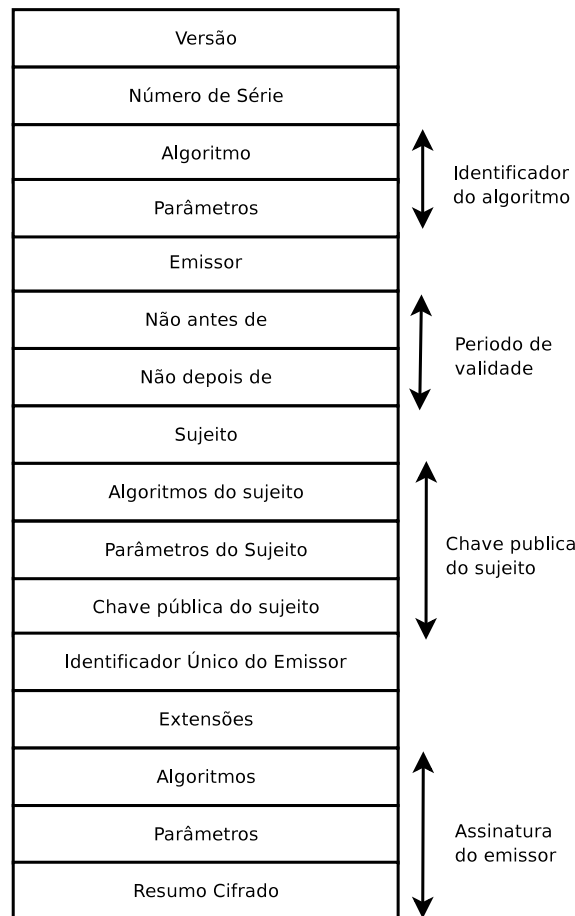 Versão
Número de Série
Algoritmo
Parâmetros
Identificador
do algoritmo
Emissor
Não antes de
Não depois de
Periodo de
validade
Sujeito
Algoritmos do sujeito
Parâmetros do Sujeito
Chave pública do sujeito
Chave publica
do sujeito
Identificador Único do Emissor
Extensões
Algoritmos
Parâmetros
Resumo Cifrado
Assinatura
do emissor